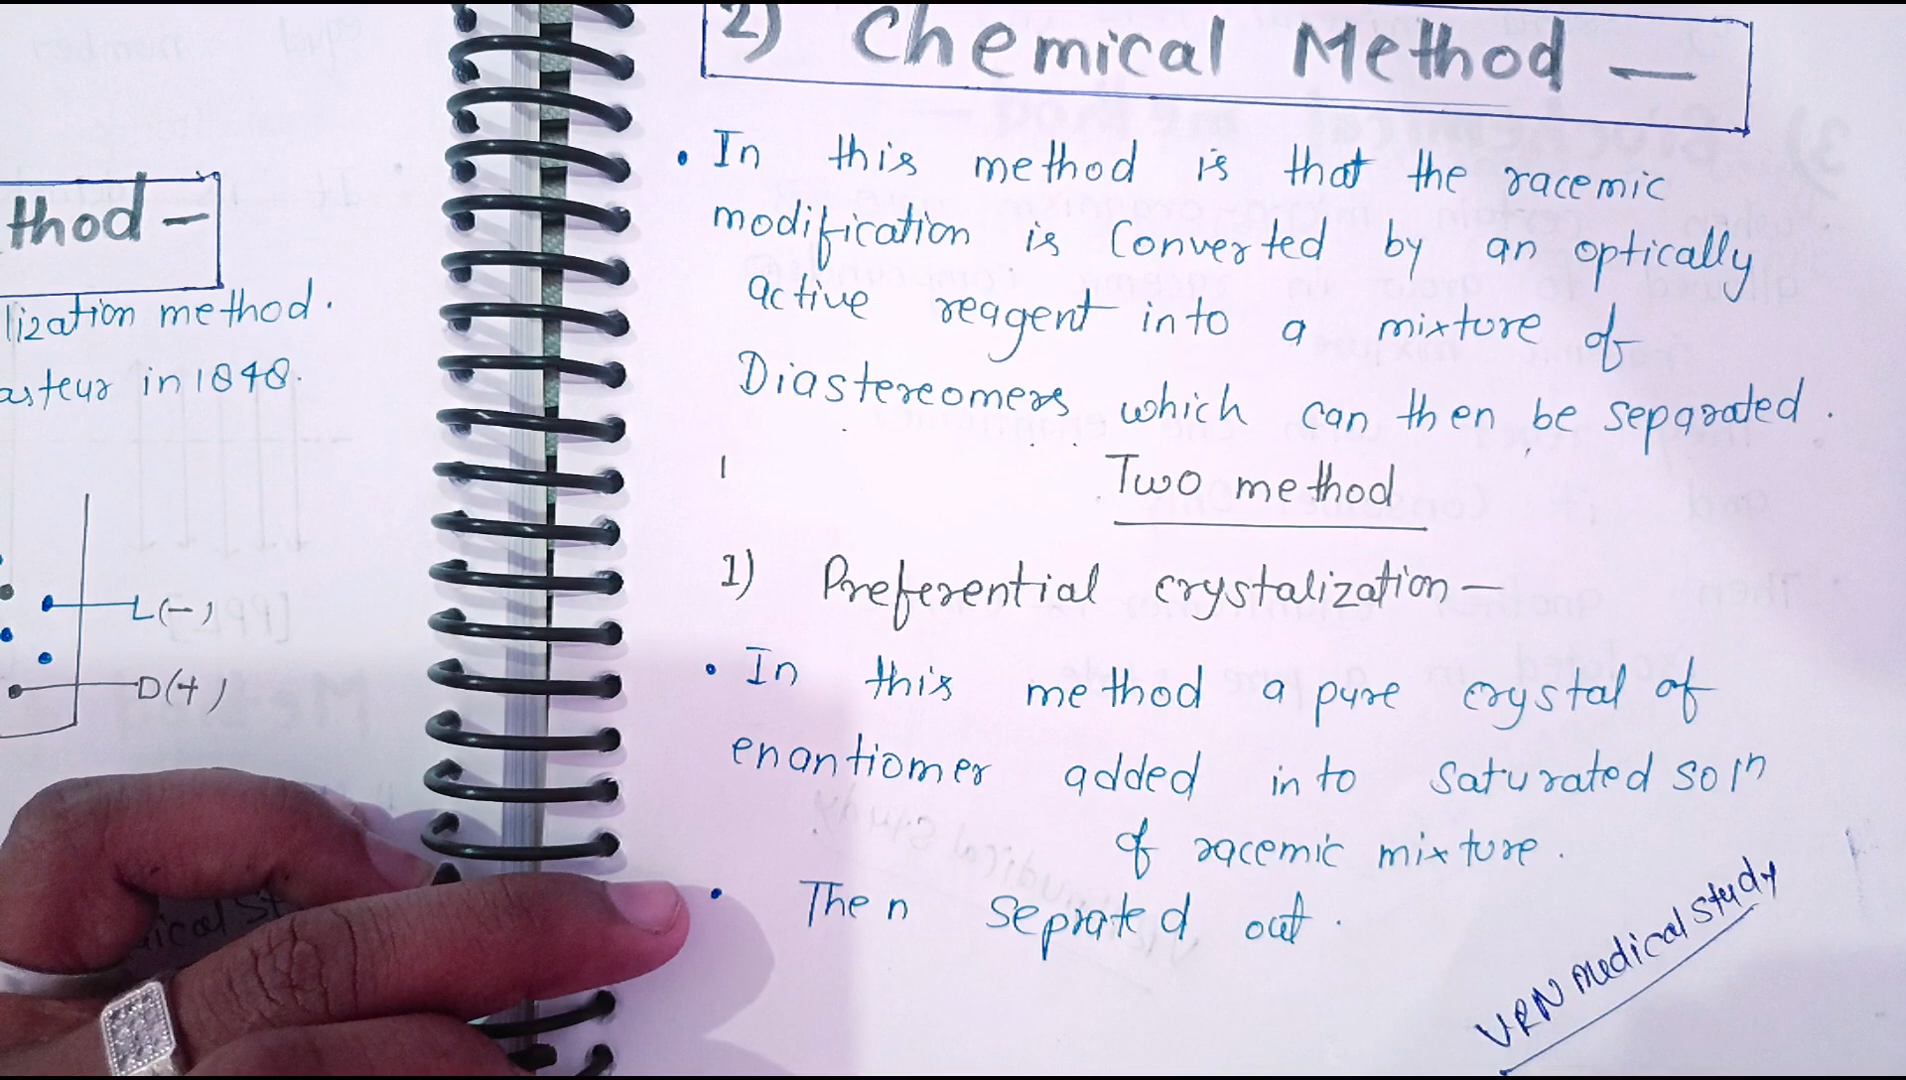 thod -
lization method.
asteur in 1848.
L(-)
D(+)
2) Chemical Method —
• In this method is that the racemic
modification is Converted by an optically
active reagent into a mixture of
Diastereomers which can then be separated.
Two method
1) Preferential crystalization —
• In this method a pure crystal of
enantiomer added into saturated soln
of racemic mixture.
• Then seprated out.
VRN Medical study